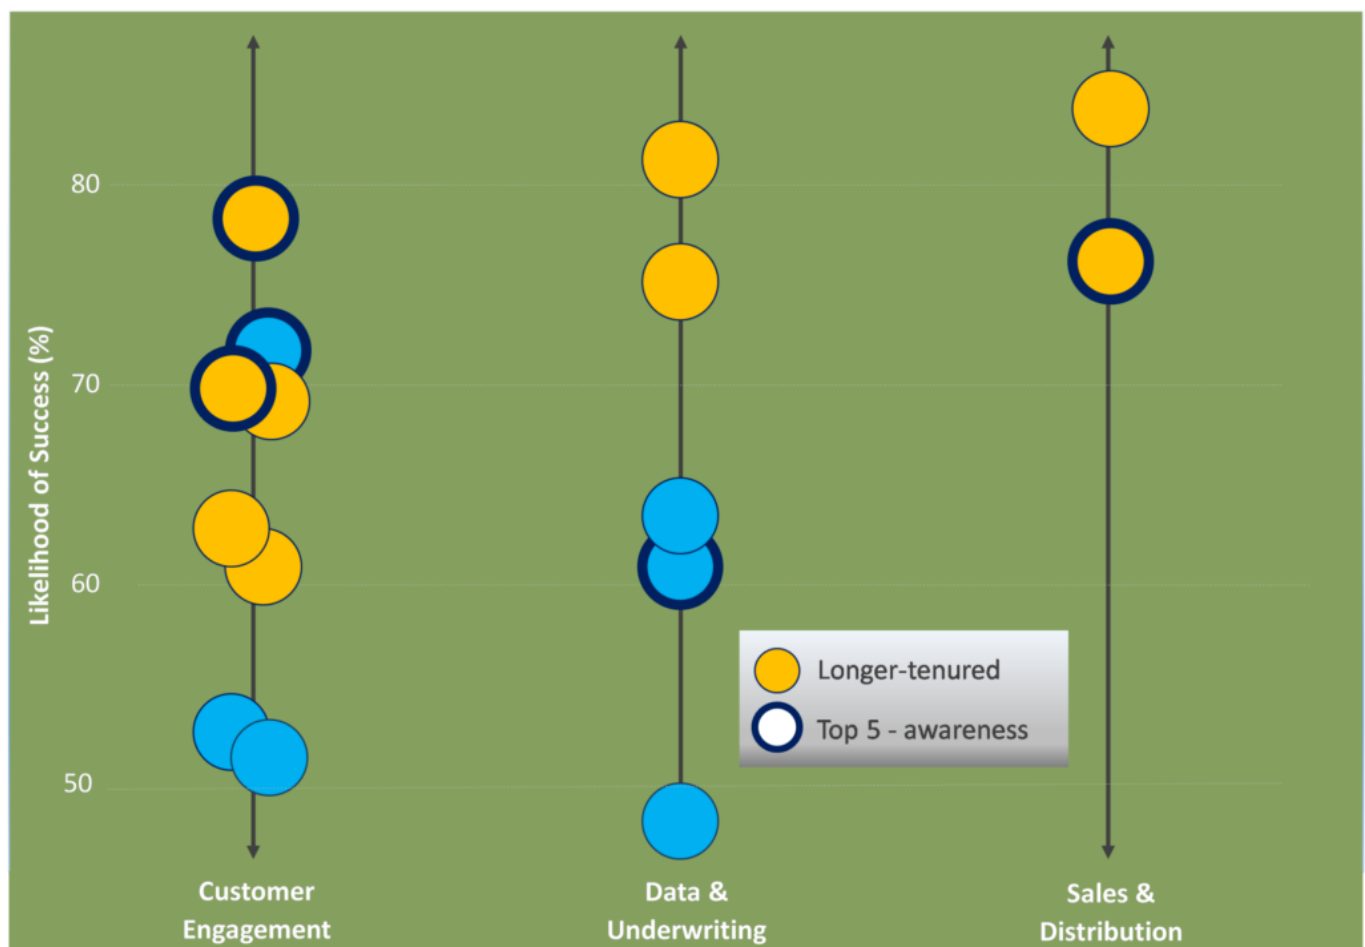 Likelihood of Success (%)
80
70
60
50
Longer-tenured
Top 5 - awareness
Customer
Engagement
Data &
Underwriting
Sales &
Distribution